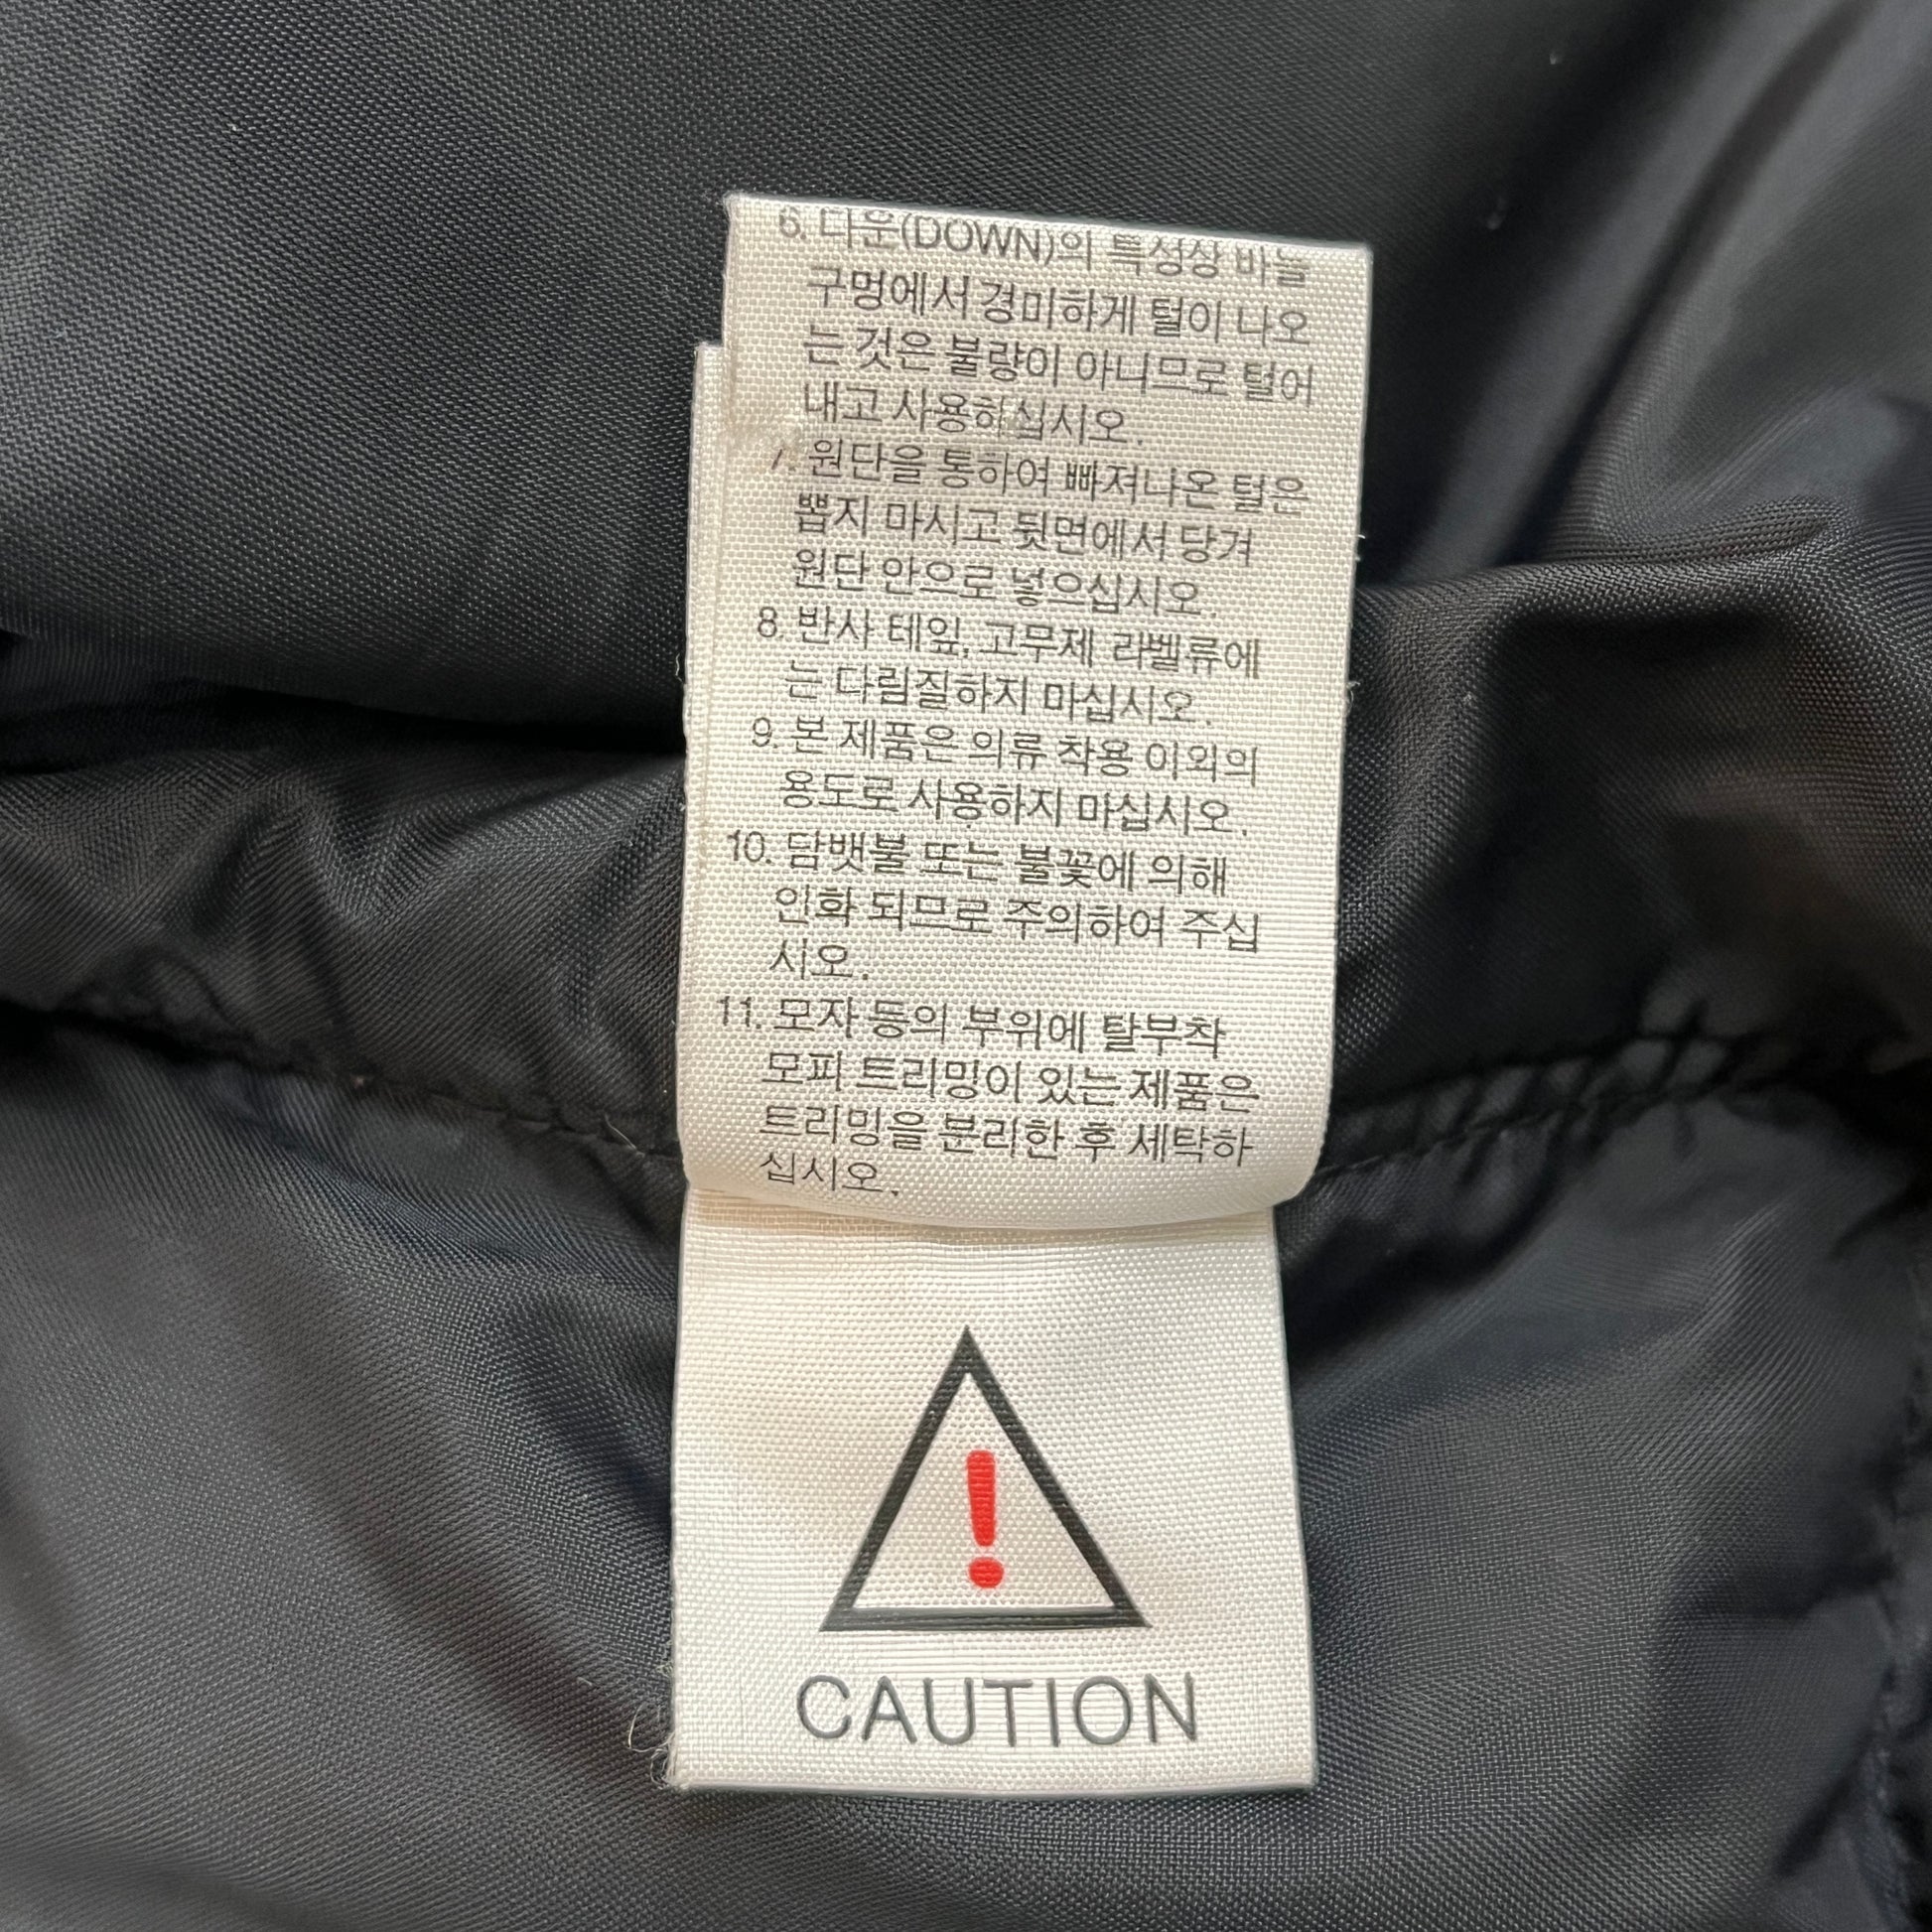 6. 다운(DOWN)의 특성상 바늘
구멍에서 경미하게 털이 나오
는 것은 불량이 아니므로 털어
내고 사용하십시오.
7. 원단을 통하여 빠져나온 털은
뽑지 마시고 뒷면에서 당겨
원단 안으로 넣으십시오.
8. 반사 테잎, 고무제 라벨류에
는 다림질하지 마십시오.
9. 본 제품은 의류 착용 이외의
용도로 사용하지 마십시오.
10. 담뱃불 또는 불꽃에 의해
인화 되므로 주의하여 주십
시오.
11. 모자 등의 부위에 탈부착
모피 트리밍이 있는 제품은
트리밍을 분리한 후 세탁하
십시오.
CAUTION